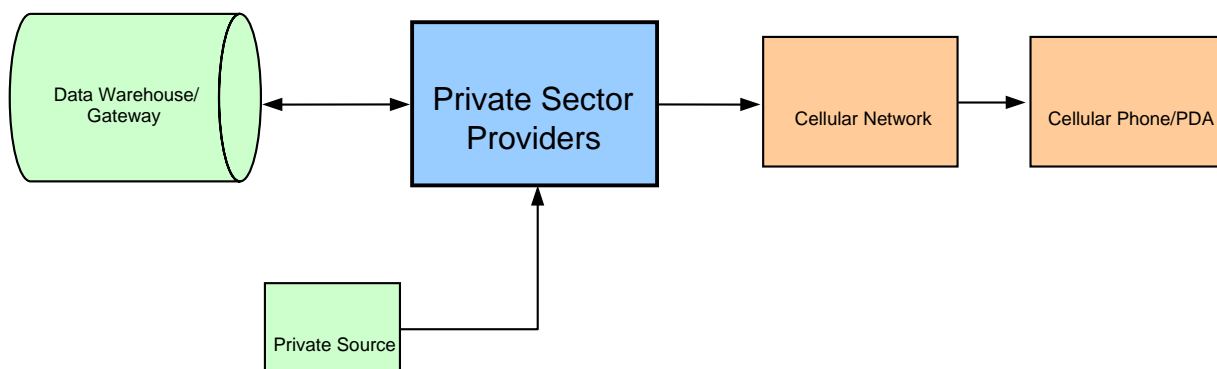 Data Warehouse/
Gateway
Private Sector
Providers
Cellular Network
Cellular Phone/PDA
Private Source